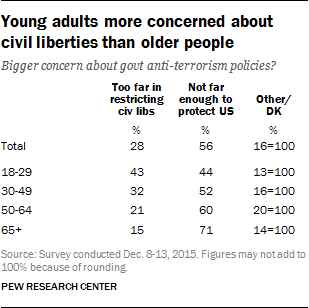 Young adults more concerned about
civil liberties than older people
Bigger concern about govt anti-terrorism policies?
Too far in restricting civ libs Not far enough to protect US Other/ DK
% % %
Total 28 56 16=100
18-29 43 44 13=100
30-49 32 52 16=100
50-64 21 60 20=100
65+ 15 71 14=100
Source: Survey conducted Dec. 8-13, 2015. Figures may not add to
100% because of rounding.
PEW RESEARCH CENTER